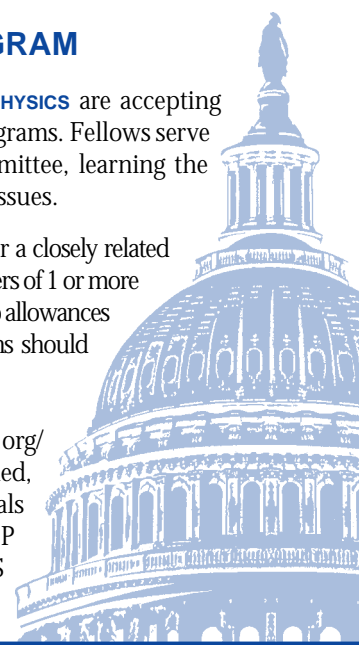 GRAM
HYSICS are accepting
grams. Fellows serve
mittee, learning the
ssues.
r a closely related
ers of 1 or more
allowances
ns should
org/
ed,
als
P
S